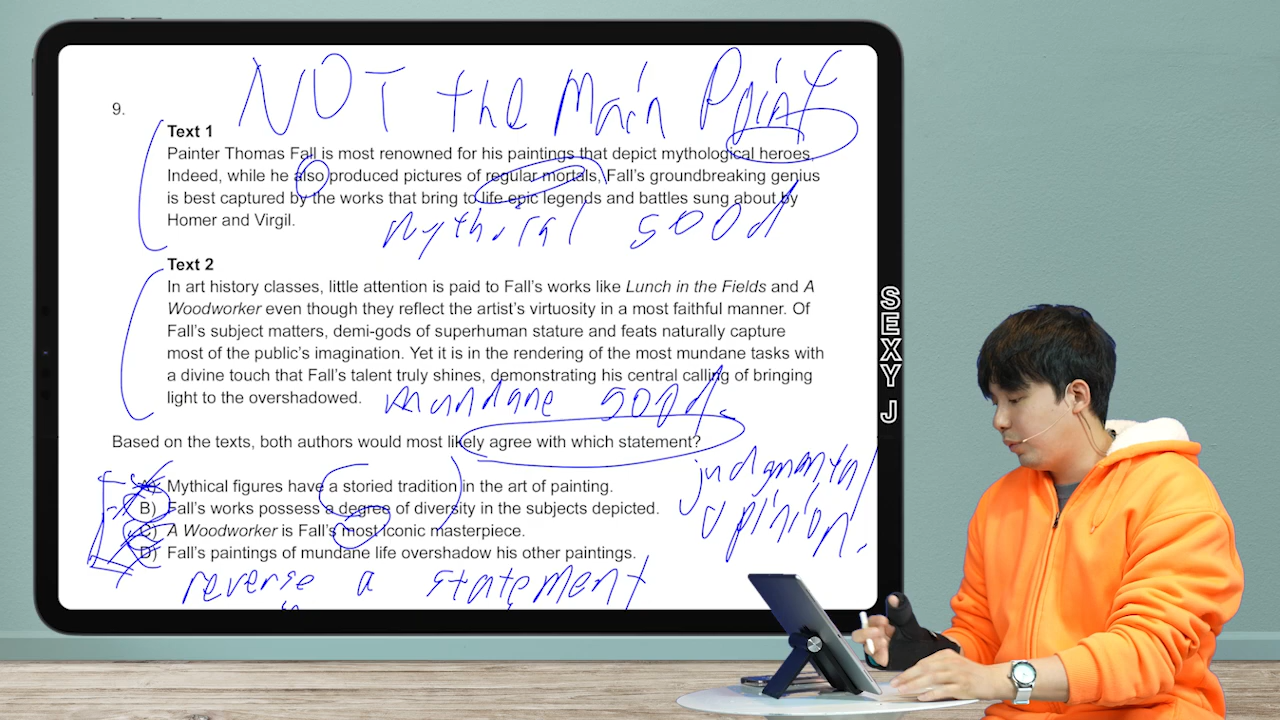 NOT the Main Point
9.
Text 1
Painter Thomas Fall is most renowned for his paintings that depict mythological heroes.
Indeed, while he also produced pictures of regular mortals, Fall's groundbreaking genius
is best captured by the works that bring to life epic legends and battles sung about by
Homer and Virgil.
mythical good
Text 2
In art history classes, little attention is paid to Fall's works like Lunch in the Fields and A
Woodworker even though they reflect the artist's virtuosity in a most faithful manner. Of
Fall's subject matters, demi-gods of superhuman stature and feats naturally capture
most of the public's imagination. Yet it is in the rendering of the most mundane tasks with
a divine touch that Fall's talent truly shines, demonstrating his central calling of bringing
light to the overshadowed.
mundane good.
Based on the texts, both authors would most likely agree with which statement?
A) Mythical figures have a storied tradition in the art of painting.
B) Fall's works possess a degree of diversity in the subjects depicted.
C) A Woodworker is Fall's most iconic masterpiece.
D) Fall's paintings of mundane life overshadow his other paintings.
judgmental
opinion.
reverse a statement
SEXY J